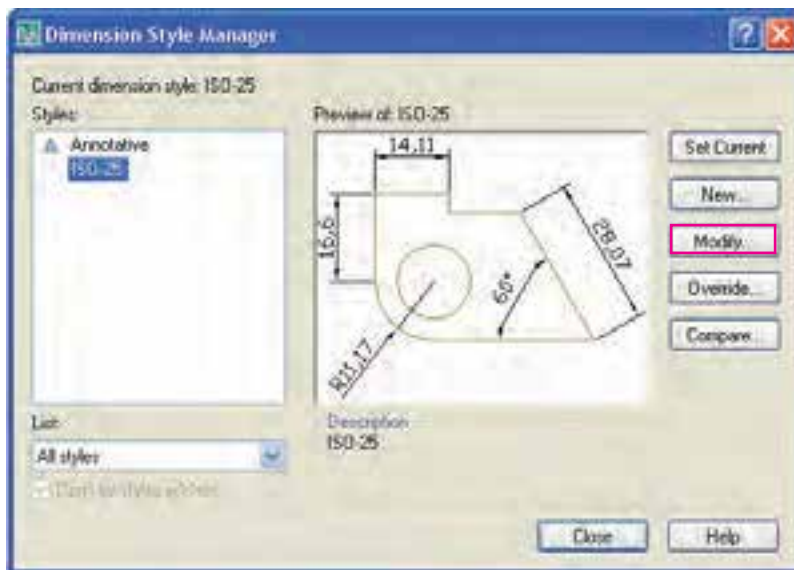 Dimension Style Manager
Current dimension style: ISO-25
Styles:
Annotative
ISO-25
Preview of: ISO-25
14,11
16,6
28,07
60°
R11,17
Set Current
New...
Modify...
Override...
Compare...
List:
All styles
Description
ISO-25
Close
Help